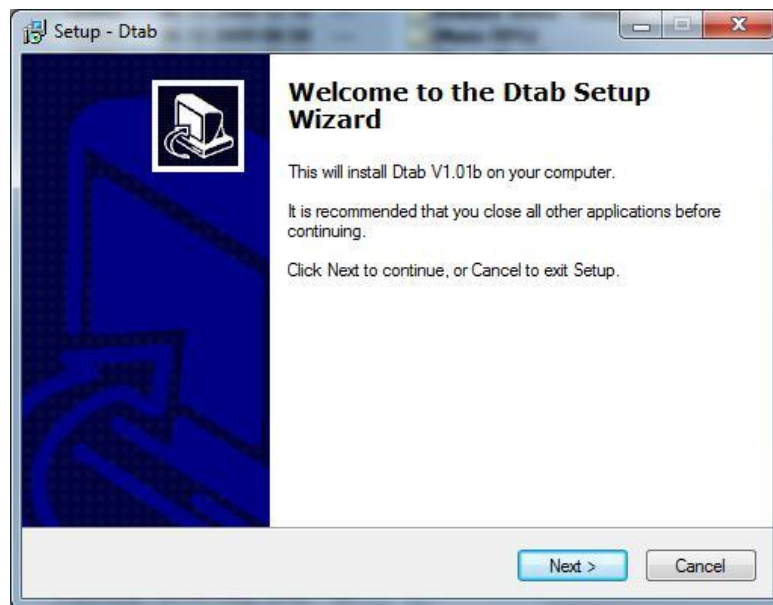 Setup - Dtab
Welcome to the Dtab Setup
Wizard
This will install Dtab V1.01b on your computer.
It is recommended that you close all other applications before
continuing.
Click Next to continue, or Cancel to exit Setup.
Next >
Cancel